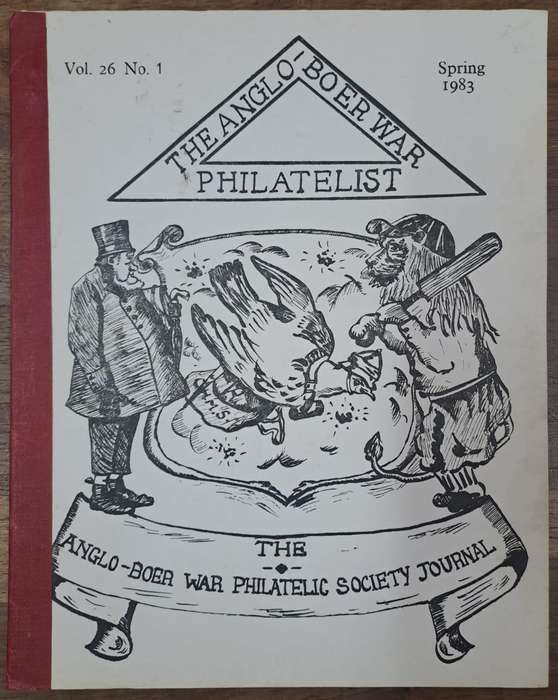 Vol. 26 No. 1
Spring
1983
THE ANGLO-BOER WAR
PHILATELIST
THE
ANGLO-BOER WAR PHILATELIC SOCIETY JOURNAL